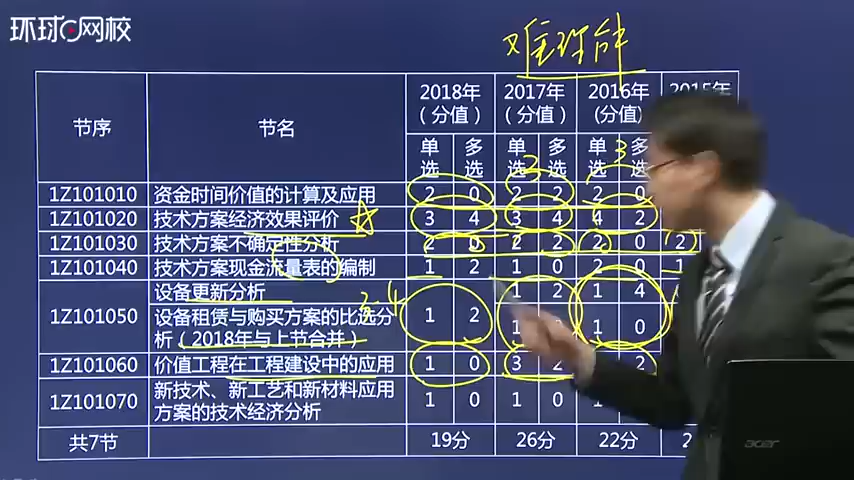 环球网校
难理解
节序 节名 2018年（分值） 2017年（分值） 2016年(分值) 2015年
单选 多选 单选 多选 单选 多
3 3
1Z101010 资金时间价值的计算及应用 2 0 2 2 2 0
1Z101020 技术方案经济效果评价 3 4 3 4 4 2
1Z101030 技术方案不确定性分析 2 0 2 2 2 0 2
1Z101040 技术方案现金流量表的编制 1 2 1 0 2 0 1
1Z101050 设备更新分析 1 2 1 2 1 4
设备租赁与购买方案的比选分析（2018年与上节合并） 1 0
2-4
1Z101060 价值工程在工程建设中的应用 1 0 3 2 2
1Z101070 新技术、新工艺和新材料应用方案的技术经济分析 1 0 1 0 1
共7节 19分 26分 22分 2
acer